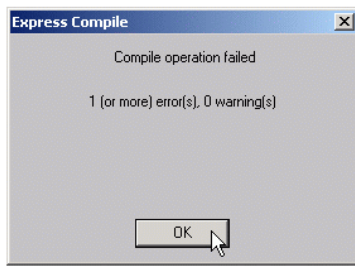 Express Compile
Compile operation failed
1 (or more) error(s), 0 warning(s)
OK